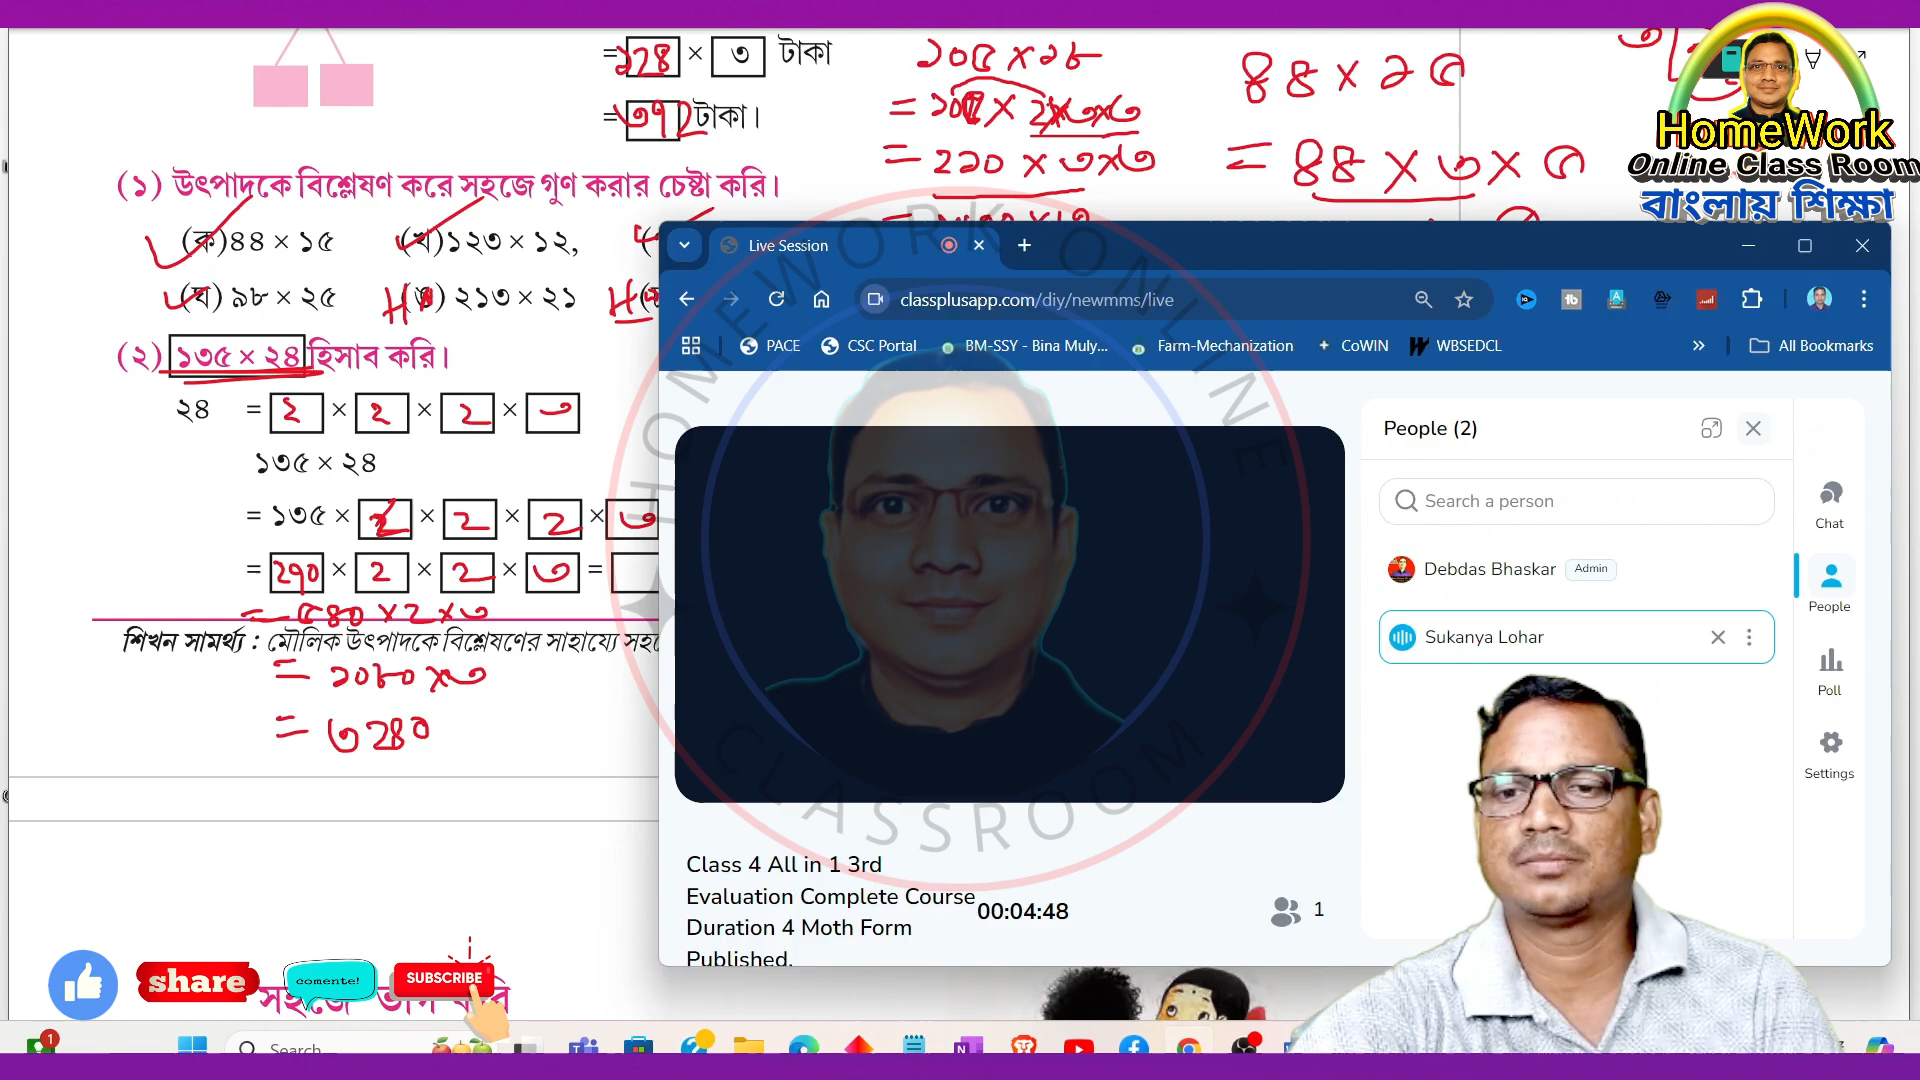 = ১২৪ × ৩ টাকা
= ৩৭২ টাকা।
(১) উৎপাদকে বিশ্লেষণ করে সহজে গুণ করার চেষ্টা করি।
(ক) ৪৪ × ১৫ (খ) ১২৩ × ১২,
(ঘ) ৯৮ × ২৫ (ঙ) ২১৩ × ২১
(২) ১৩৫ × ২৪ হিসাব করি।
২৪ = ২ × ২ × ২ × ৩
১৩৫ × ২৪
= ১৩৫ × ২ × ২ × ২ × ৩
= ২৭০ × ২ × ২ × ৩ =
= ৫৪০ × ২ × ৩
শিখন সামর্থ্য : মৌলিক উৎপাদকে বিশ্লেষণের সাহায্যে
= ১০৮০ × ৩
= ৩২৪০
= ২২০ × ৩ × ৩
৪৪ × ১৫
= ৪৪ × ৩ × ৫
HomeWork
Online Class Room
বাংলায় শিক্ষা
Live Session
classplusapp.com/diy/newmms/live
PACE
CSC Portal
BM-SSY - Bina Muly...
Farm-Mechanization
CoWIN
WBSEDCL
»
All Bookmarks
People (2)
Search a person
Debdas Bhaskar Admin
Sukanya Lohar
Chat
People
Poll
Settings
HOMEWORK ONLINE
CLASSROOM
Class 4 All in 1 3rd
Evaluation Complete Course
Duration 4 Moth Form
Published.
00:04:48
1
share
comente!
SUBSCRIBE
1
Search